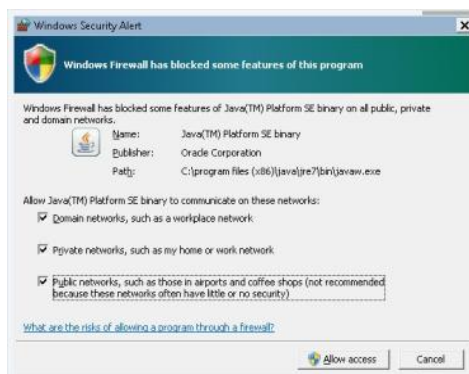 Windows Security Alert
Windows Firewall has blocked some features of this program
Windows Firewall has blocked some features of Java(TM) Platform SE binary on all public, private
and domain networks.
Name: Java(TM) Platform SE binary
Publisher: Oracle Corporation
Path: C:\program files (x86)\java\jre7\bin\javaw.exe
Allow Java(TM) Platform SE binary to communicate on these networks:
Domain networks, such as a workplace network
Private networks, such as my home or work network
Public networks, such as those in airports and coffee shops (not recommended
because these networks often have little or no security)
What are the risks of allowing a program through a firewall?
Allow access Cancel